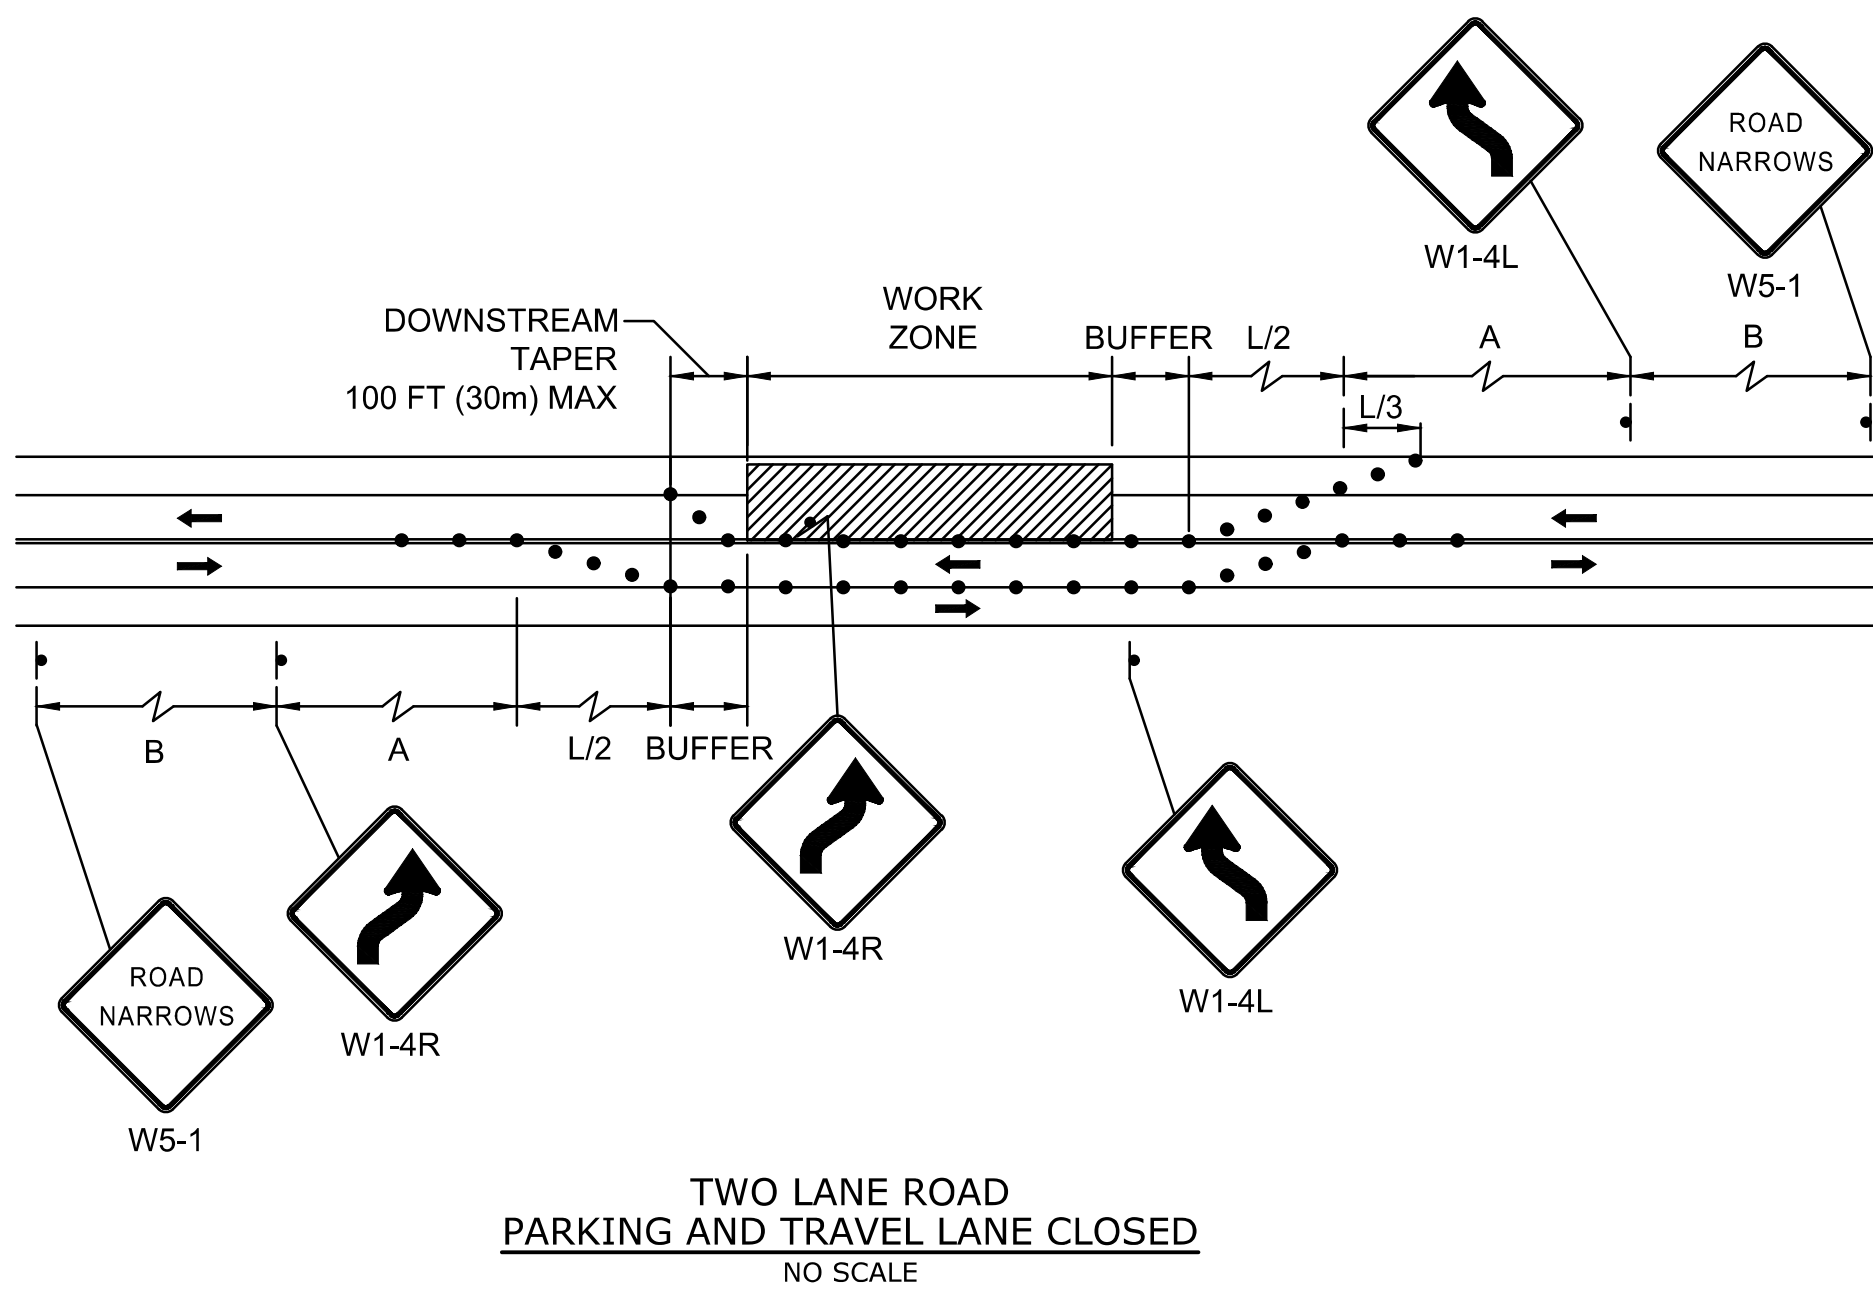 ROAD
NARROWS
W1-4L
W5-1
WORK
ZONE
DOWNSTREAM
TAPER
100 FT (30m) MAX
BUFFER
L/2
A
B
L/3
B
A
L/2
BUFFER
W1-4R
W1-4L
ROAD
NARROWS
W1-4R
W5-1
TWO LANE ROAD
PARKING AND TRAVEL LANE CLOSED
NO SCALE